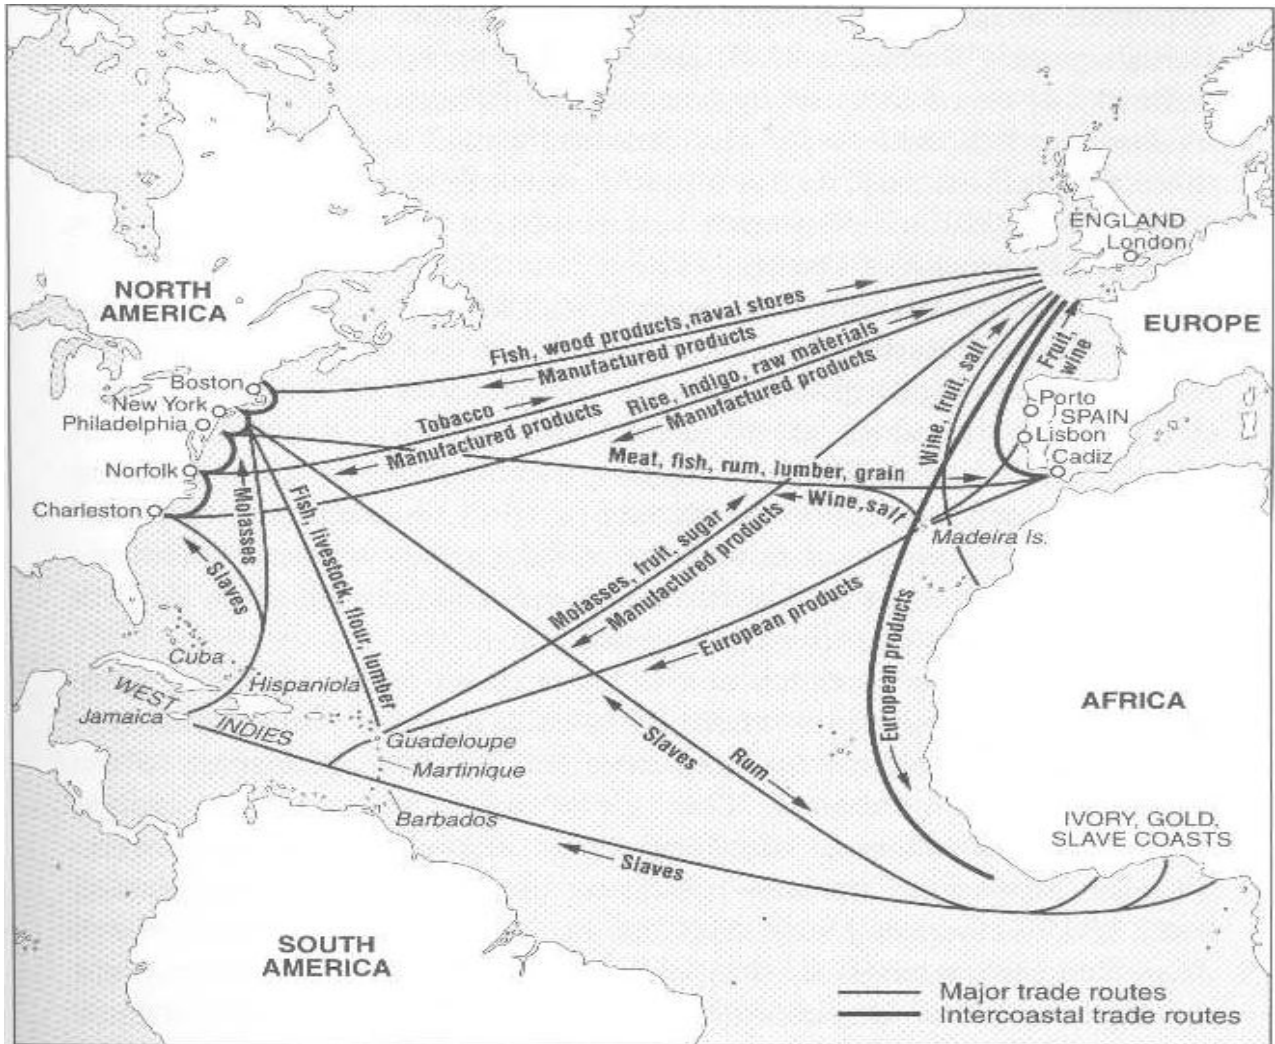 ENGLAND
London
NORTH
AMERICA
EUROPE
Fish, wood products, naval stores
Manufactured products
Boston
New York
Philadelphia
Norfolk
Charleston
Tobacco
Manufactured products
Rice, indigo, raw materials
Manufactured products
Wine, fruit, salt
Fruit,
wine
Porto
SPAIN
Lisbon
Cadiz
Meat, fish, rum, lumber, grain
Wine, salt
Madeira Is.
Molasses
Fish, livestock, flour, lumber
Slaves
Molasses, fruit, sugar
Manufactured products
European products
European products
Cuba
Hispaniola
WEST
INDIES
Jamaica
Guadeloupe
Martinique
Barbados
Slaves
Rum
Slaves
AFRICA
IVORY, GOLD,
SLAVE COASTS
SOUTH
AMERICA
Major trade routes
Intercoastal trade routes